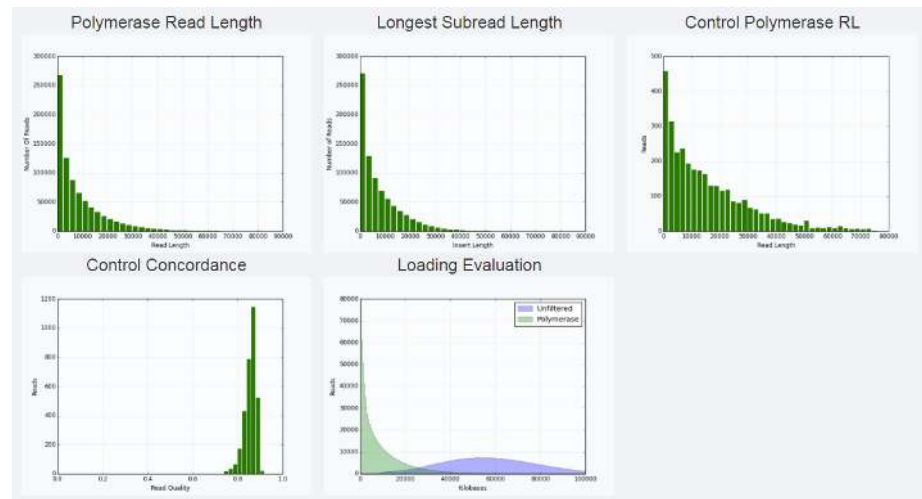 Polymerase Read Length
Longest Subread Length
Control Polymerase RL
Number Of Reads
300000
250000
200000
150000
100000
50000
0
0 10000 20000 30000 40000 50000 60000 70000 80000 90000
Read Length
Number of Reads
300000
250000
200000
150000
100000
50000
0
0 10000 20000 30000 40000 50000 60000 70000 80000 90000
Insert Length
Reads
500
400
300
200
100
0
0 10000 20000 30000 40000 50000 60000 70000 80000
Read Length
Control Concordance
Loading Evaluation
Reads
1200
1000
800
600
400
200
0
0.0 0.2 0.4 0.6 0.8 1.0
Read Quality
Reads
80000
70000
60000
50000
40000
30000
20000
10000
0
0 20000 40000 60000 80000 100000
Unfiltered
Polymerase